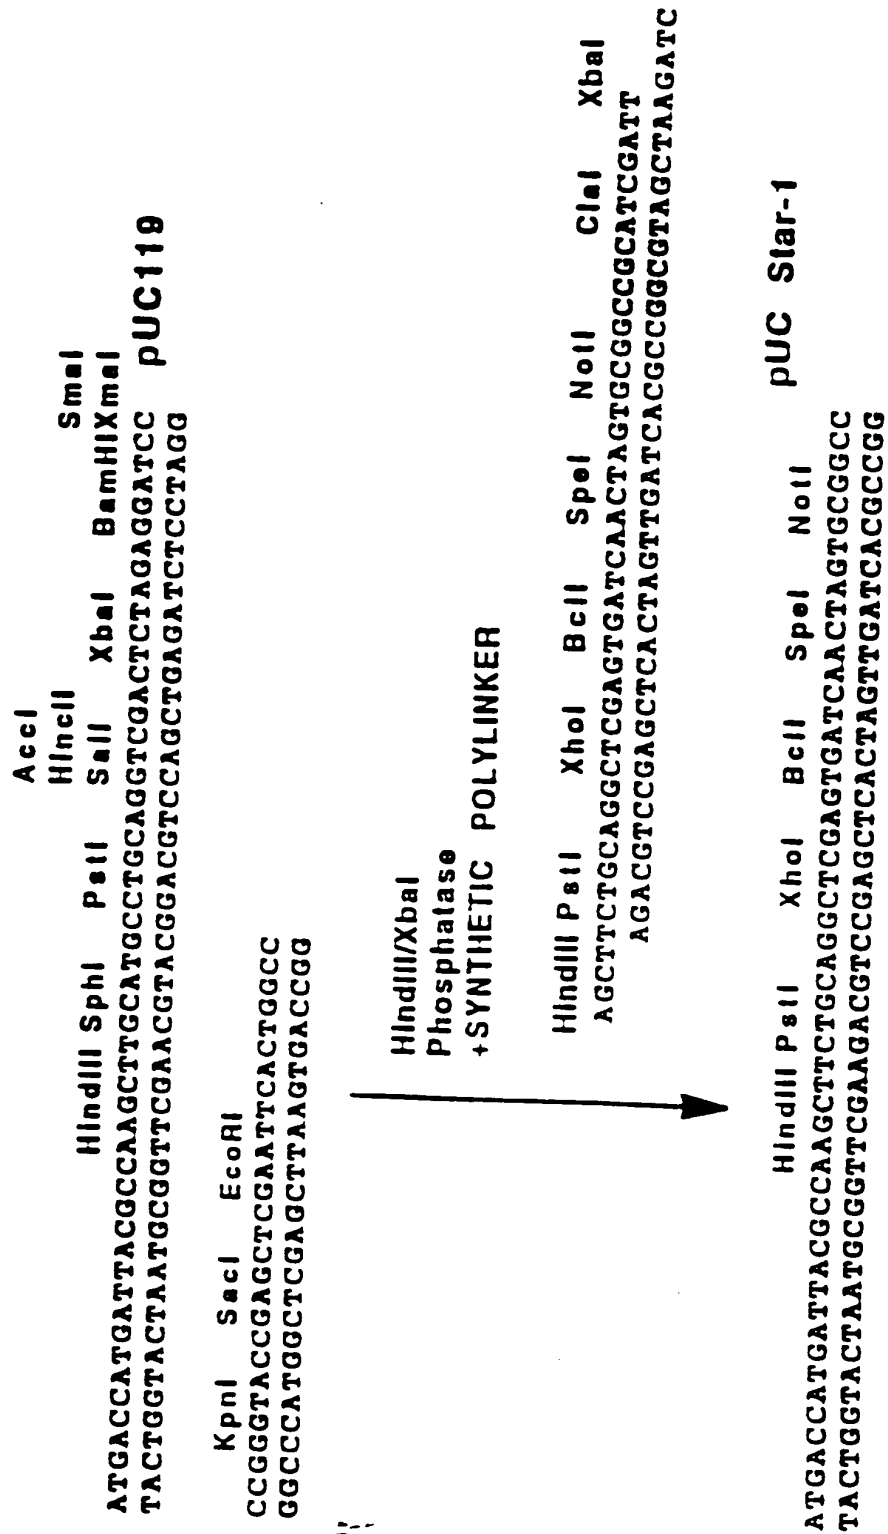 AccI
HincII SmaI
HindIII SphI PstI SalI XbaI BamHIXmaI
ATGACCATGATTACGCCAAGCTTGCATGCCTGCAGGTCGACTCTAGAGGATCC pUC119
TACTGGTACTAATGCGGTTCGAACGTACGGACGTCCAGCTGAGATCTCCTAGG
KpnI SacI EcoRI
CCGGGTACCGAGCTCGAATTCACTGGCC
GGCCCATGGCTCGAGCTTAAGTGACCGG
HindIII/XbaI
Phosphatase
+SYNTHETIC POLYLINKER
HindIII PstI XhoI BclI SpeI NotI ClaI XbaI
AGCTTCTGCAGGCTCGAGTGATCAACTAGTGCGGCCGCATCGATT
AGACGTCCGAGCTCACTAGTTGATCACGCCGGCGTAGCTAAGATC
pUC Star-1
HindIII PstI XhoI BclI SpeI NotI
ATGACCATGATTACGCCAAGCTTCTGCAGGCTCGAGTGATCAACTAGTGCGGCC
TACTGGTACTAATGCGGTTCGAAGACGTCCGAGCTCACTAGTTGATCACGCCGG